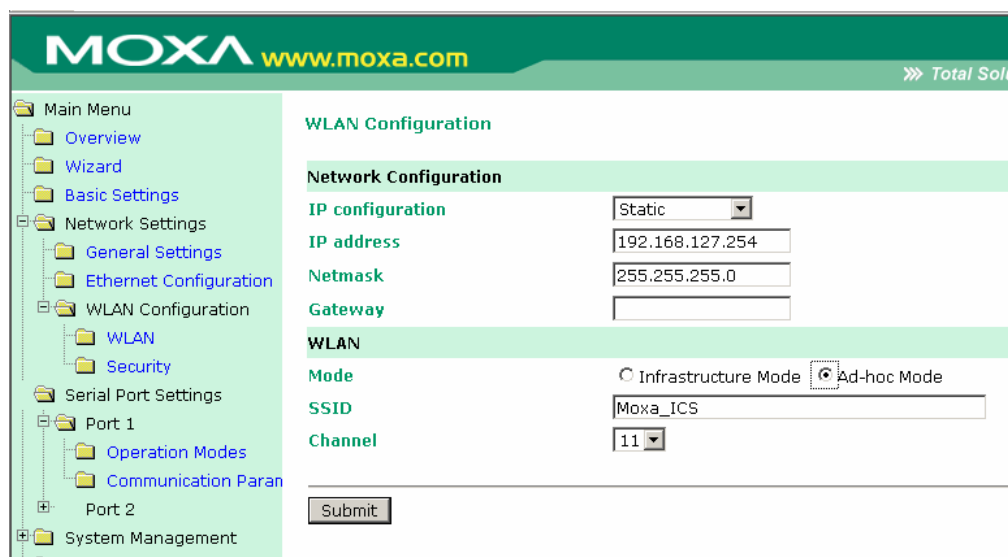 MOXA www.moxa.com
Total Sol
Main Menu
Overview
Wizard
Basic Settings
Network Settings
General Settings
Ethernet Configuration
WLAN Configuration
WLAN
Security
Serial Port Settings
Port 1
Operation Modes
Communication Paran
Port 2
System Management
WLAN Configuration
Network Configuration
IP configuration Static
IP address 192.168.127.254
Netmask 255.255.255.0
Gateway
WLAN
Mode Infrastructure Mode Ad-hoc Mode
SSID Moxa_ICS
Channel 11
Submit